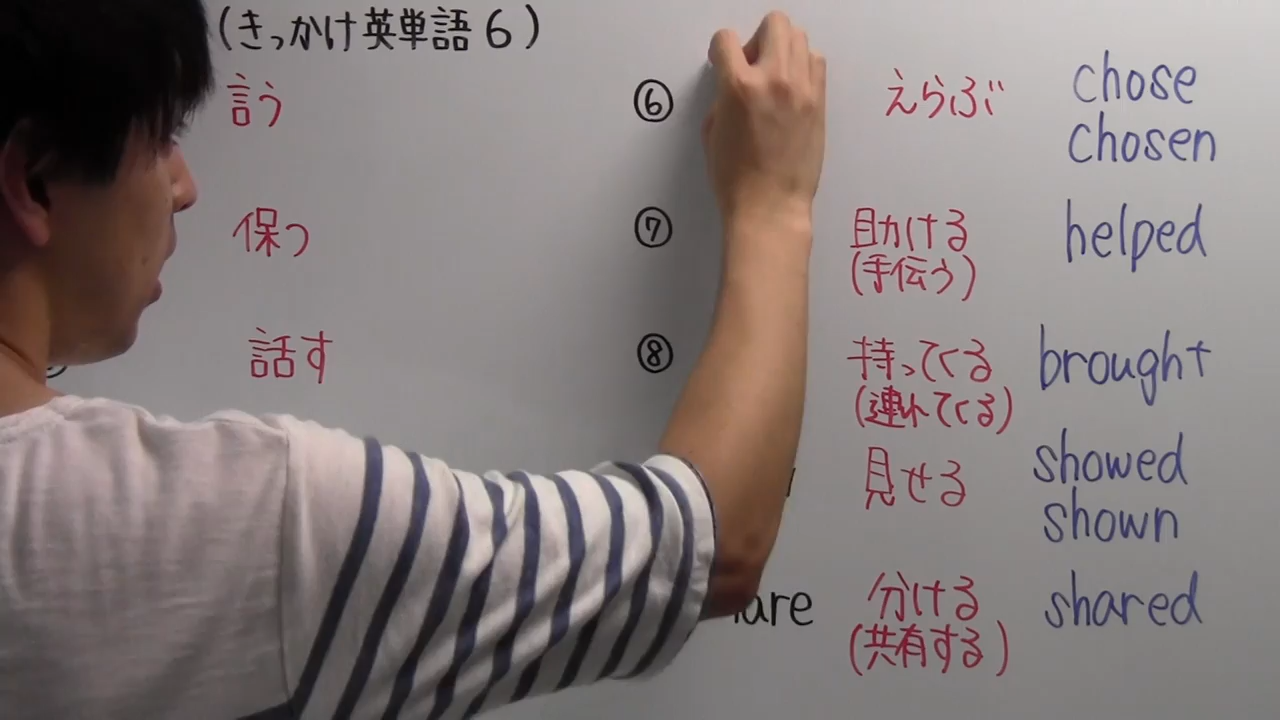 (きっかけ英単語6)
言う
保つ
話す
⑥ えらぶ chose
chosen
⑦ 助ける helped
(手伝う)
⑧ 持ってくる brought
(連れてくる)
見せる showed
shown
分ける shared
(共有する)